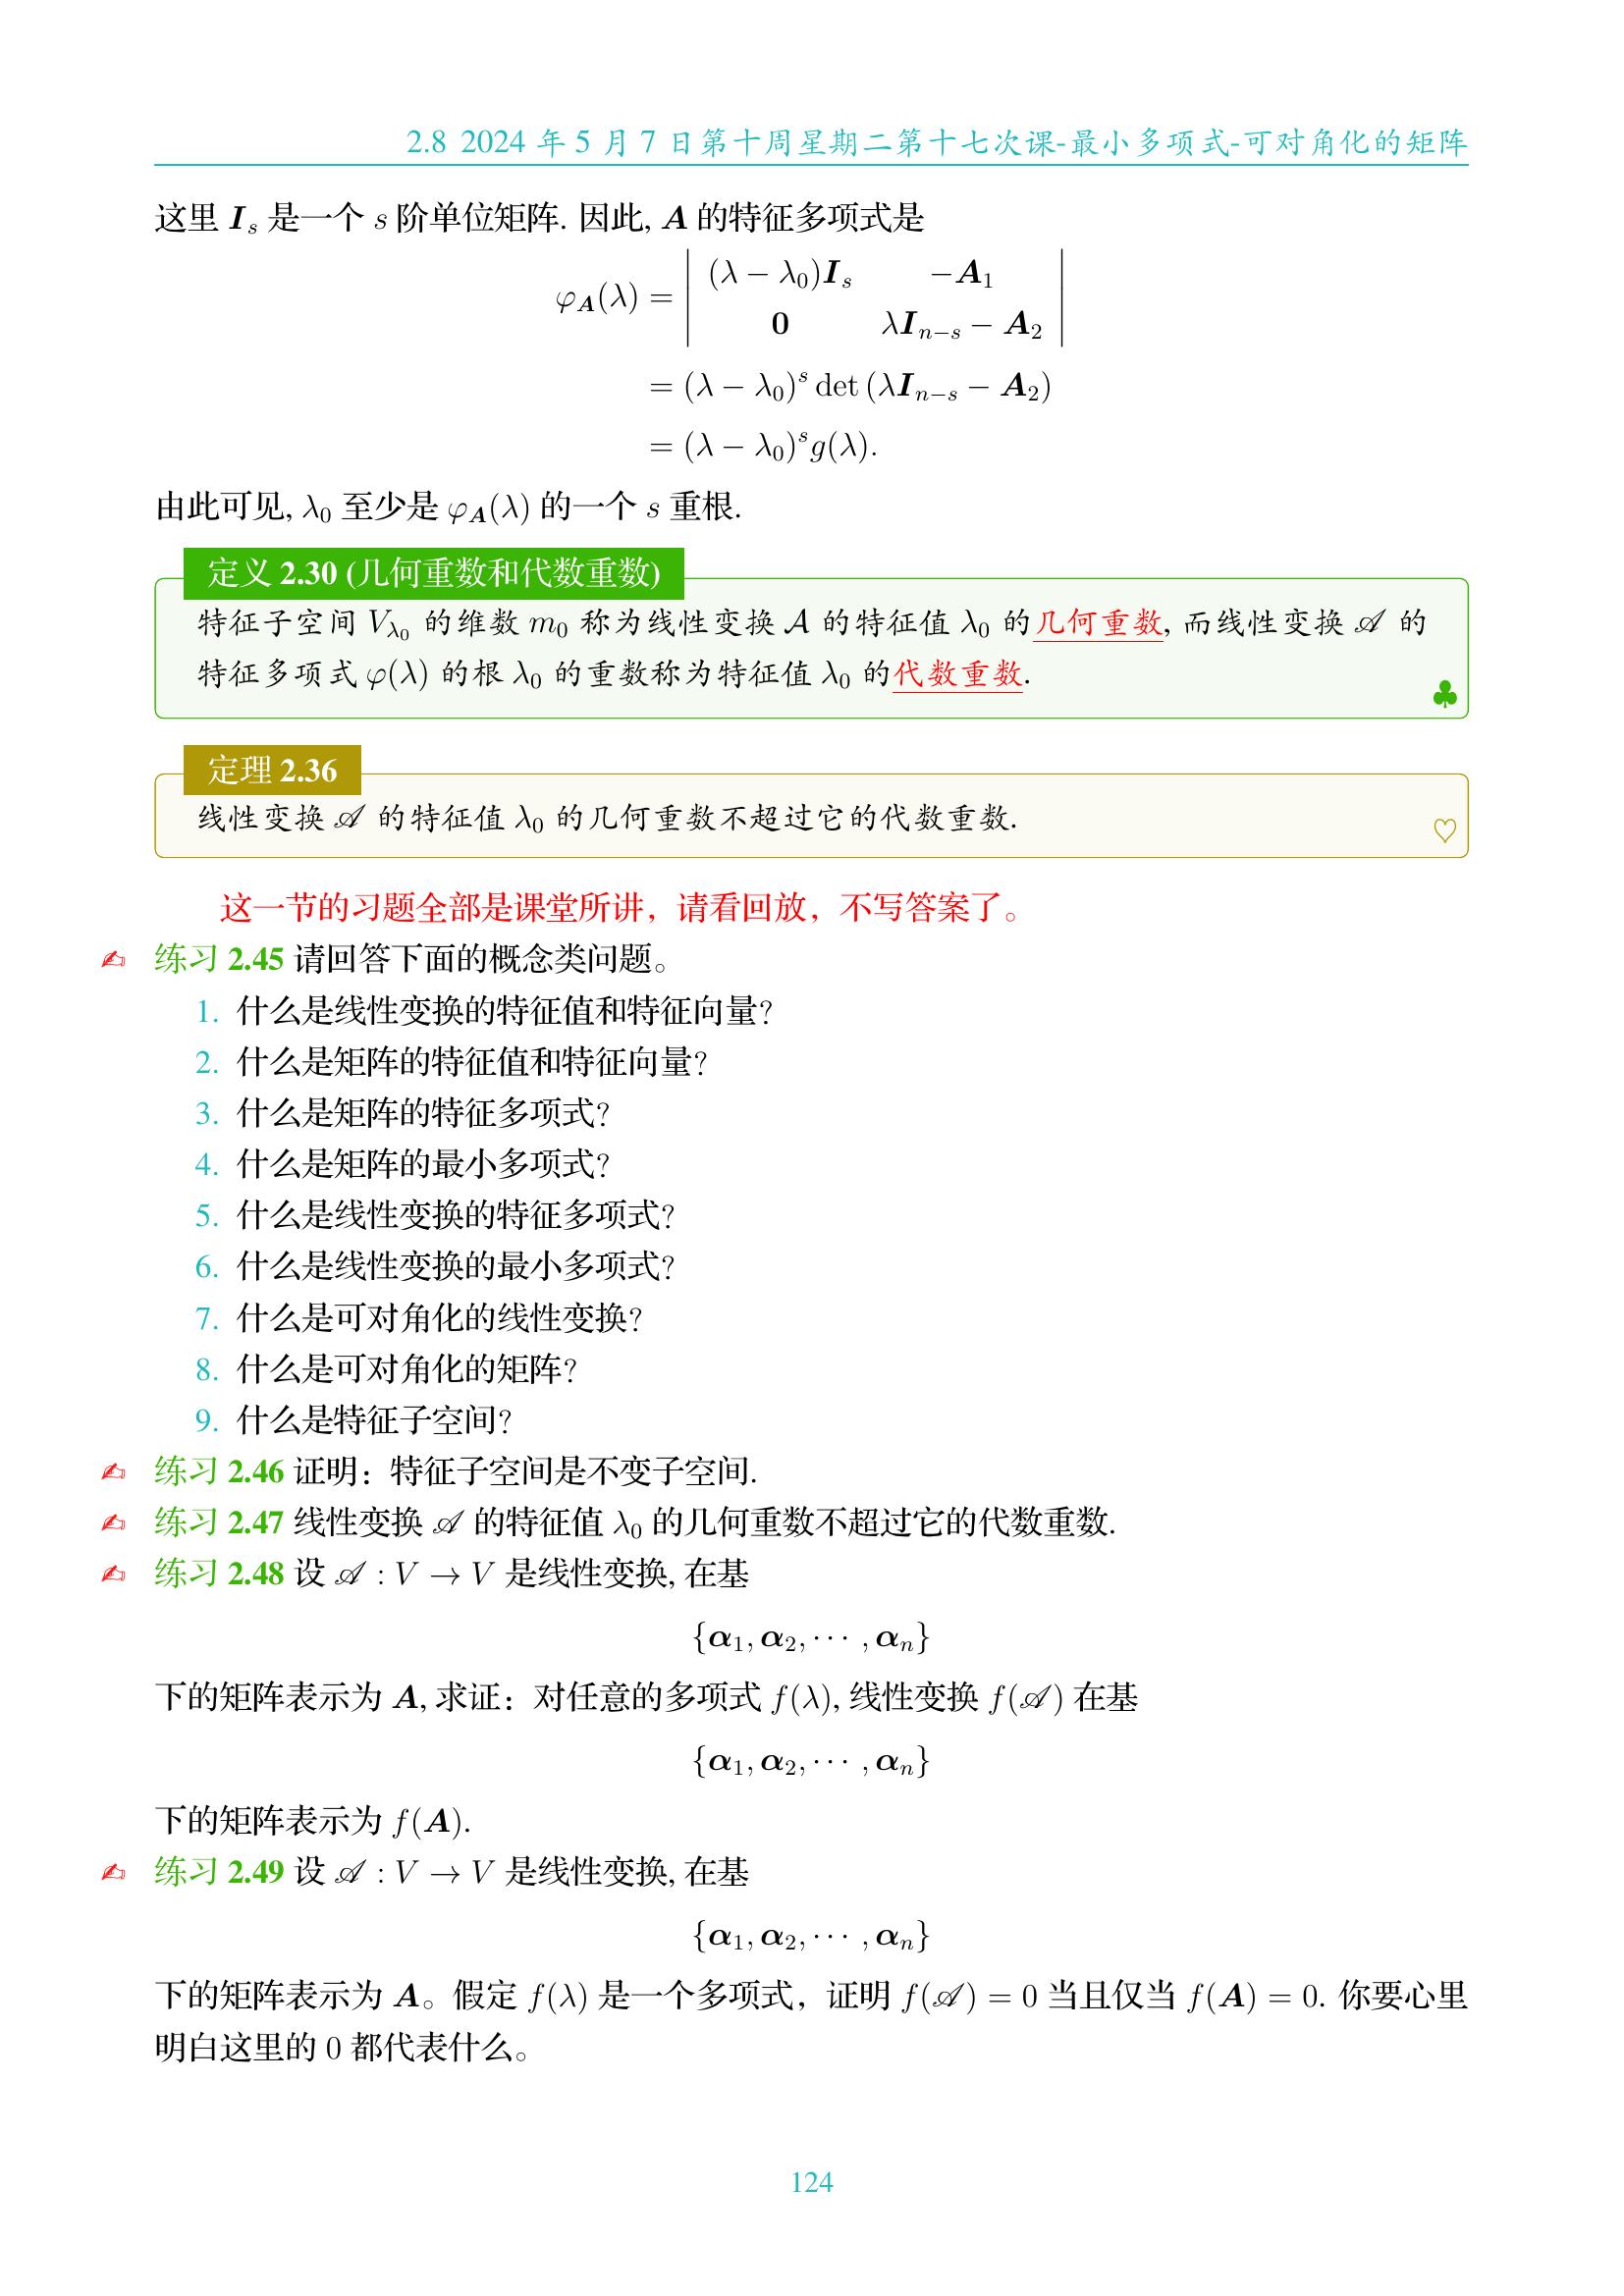 2.8 2024 年 5 月 7 日第十周星期二第十七次课-最小多项式-可对角化的矩阵
这里 $\boldsymbol{I}_s$ 是一个 $s$ 阶单位矩阵. 因此, $\boldsymbol{A}$ 的特征多项式是
$\varphi_{\boldsymbol{A}}(\lambda) = \begin{vmatrix} (\lambda - \lambda_0)\boldsymbol{I}_s & -\boldsymbol{A}_1 \\ \boldsymbol{0} & \lambda \boldsymbol{I}_{n-s} - \boldsymbol{A}_2 \end{vmatrix}$
$= (\lambda - \lambda_0)^s \det(\lambda \boldsymbol{I}_{n-s} - \boldsymbol{A}_2)$
$= (\lambda - \lambda_0)^s g(\lambda).$
由此可见, $\lambda_0$ 至少是 $\varphi_{\boldsymbol{A}}(\lambda)$ 的一个 $s$ 重根.
定义 2.30 (几何重数和代数重数)
特征子空间 $V_{\lambda_0}$ 的维数 $m_0$ 称为线性变换 $\mathcal{A}$ 的特征值 $\lambda_0$ 的几何重数, 而线性变换 $\mathscr{A}$ 的
特征多项式 $\varphi(\lambda)$ 的根 $\lambda_0$ 的重数称为特征值 $\lambda_0$ 的代数重数.
♣
定理 2.36
线性变换 $\mathscr{A}$ 的特征值 $\lambda_0$ 的几何重数不超过它的代数重数.
♡
这一节的习题全部是课堂所讲，请看回放，不写答案了。
✍ 练习 2.45 请回答下面的概念类问题。
1. 什么是线性变换的特征值和特征向量?
2. 什么是矩阵的特征值和特征向量?
3. 什么是矩阵的特征多项式?
4. 什么是矩阵的最小多项式?
5. 什么是线性变换的特征多项式?
6. 什么是线性变换的最小多项式?
7. 什么是可对角化的线性变换?
8. 什么是可对角化的矩阵?
9. 什么是特征子空间?
✍ 练习 2.46 证明：特征子空间是不变子空间.
✍ 练习 2.47 线性变换 $\mathscr{A}$ 的特征值 $\lambda_0$ 的几何重数不超过它的代数重数.
✍ 练习 2.48 设 $\mathscr{A} : V \to V$ 是线性变换, 在基
$\{\boldsymbol{\alpha}_1, \boldsymbol{\alpha}_2, \cdots, \boldsymbol{\alpha}_n\}$
下的矩阵表示为 $\boldsymbol{A}$, 求证：对任意的多项式 $f(\lambda)$, 线性变换 $f(\mathscr{A})$ 在基
$\{\boldsymbol{\alpha}_1, \boldsymbol{\alpha}_2, \cdots, \boldsymbol{\alpha}_n\}$
下的矩阵表示为 $f(\boldsymbol{A})$.
✍ 练习 2.49 设 $\mathscr{A} : V \to V$ 是线性变换, 在基
$\{\boldsymbol{\alpha}_1, \boldsymbol{\alpha}_2, \cdots, \boldsymbol{\alpha}_n\}$
下的矩阵表示为 $\boldsymbol{A}$。假定 $f(\lambda)$ 是一个多项式，证明 $f(\mathscr{A}) = 0$ 当且仅当 $f(\boldsymbol{A}) = 0$. 你要心里
明白这里的 0 都代表什么。
124